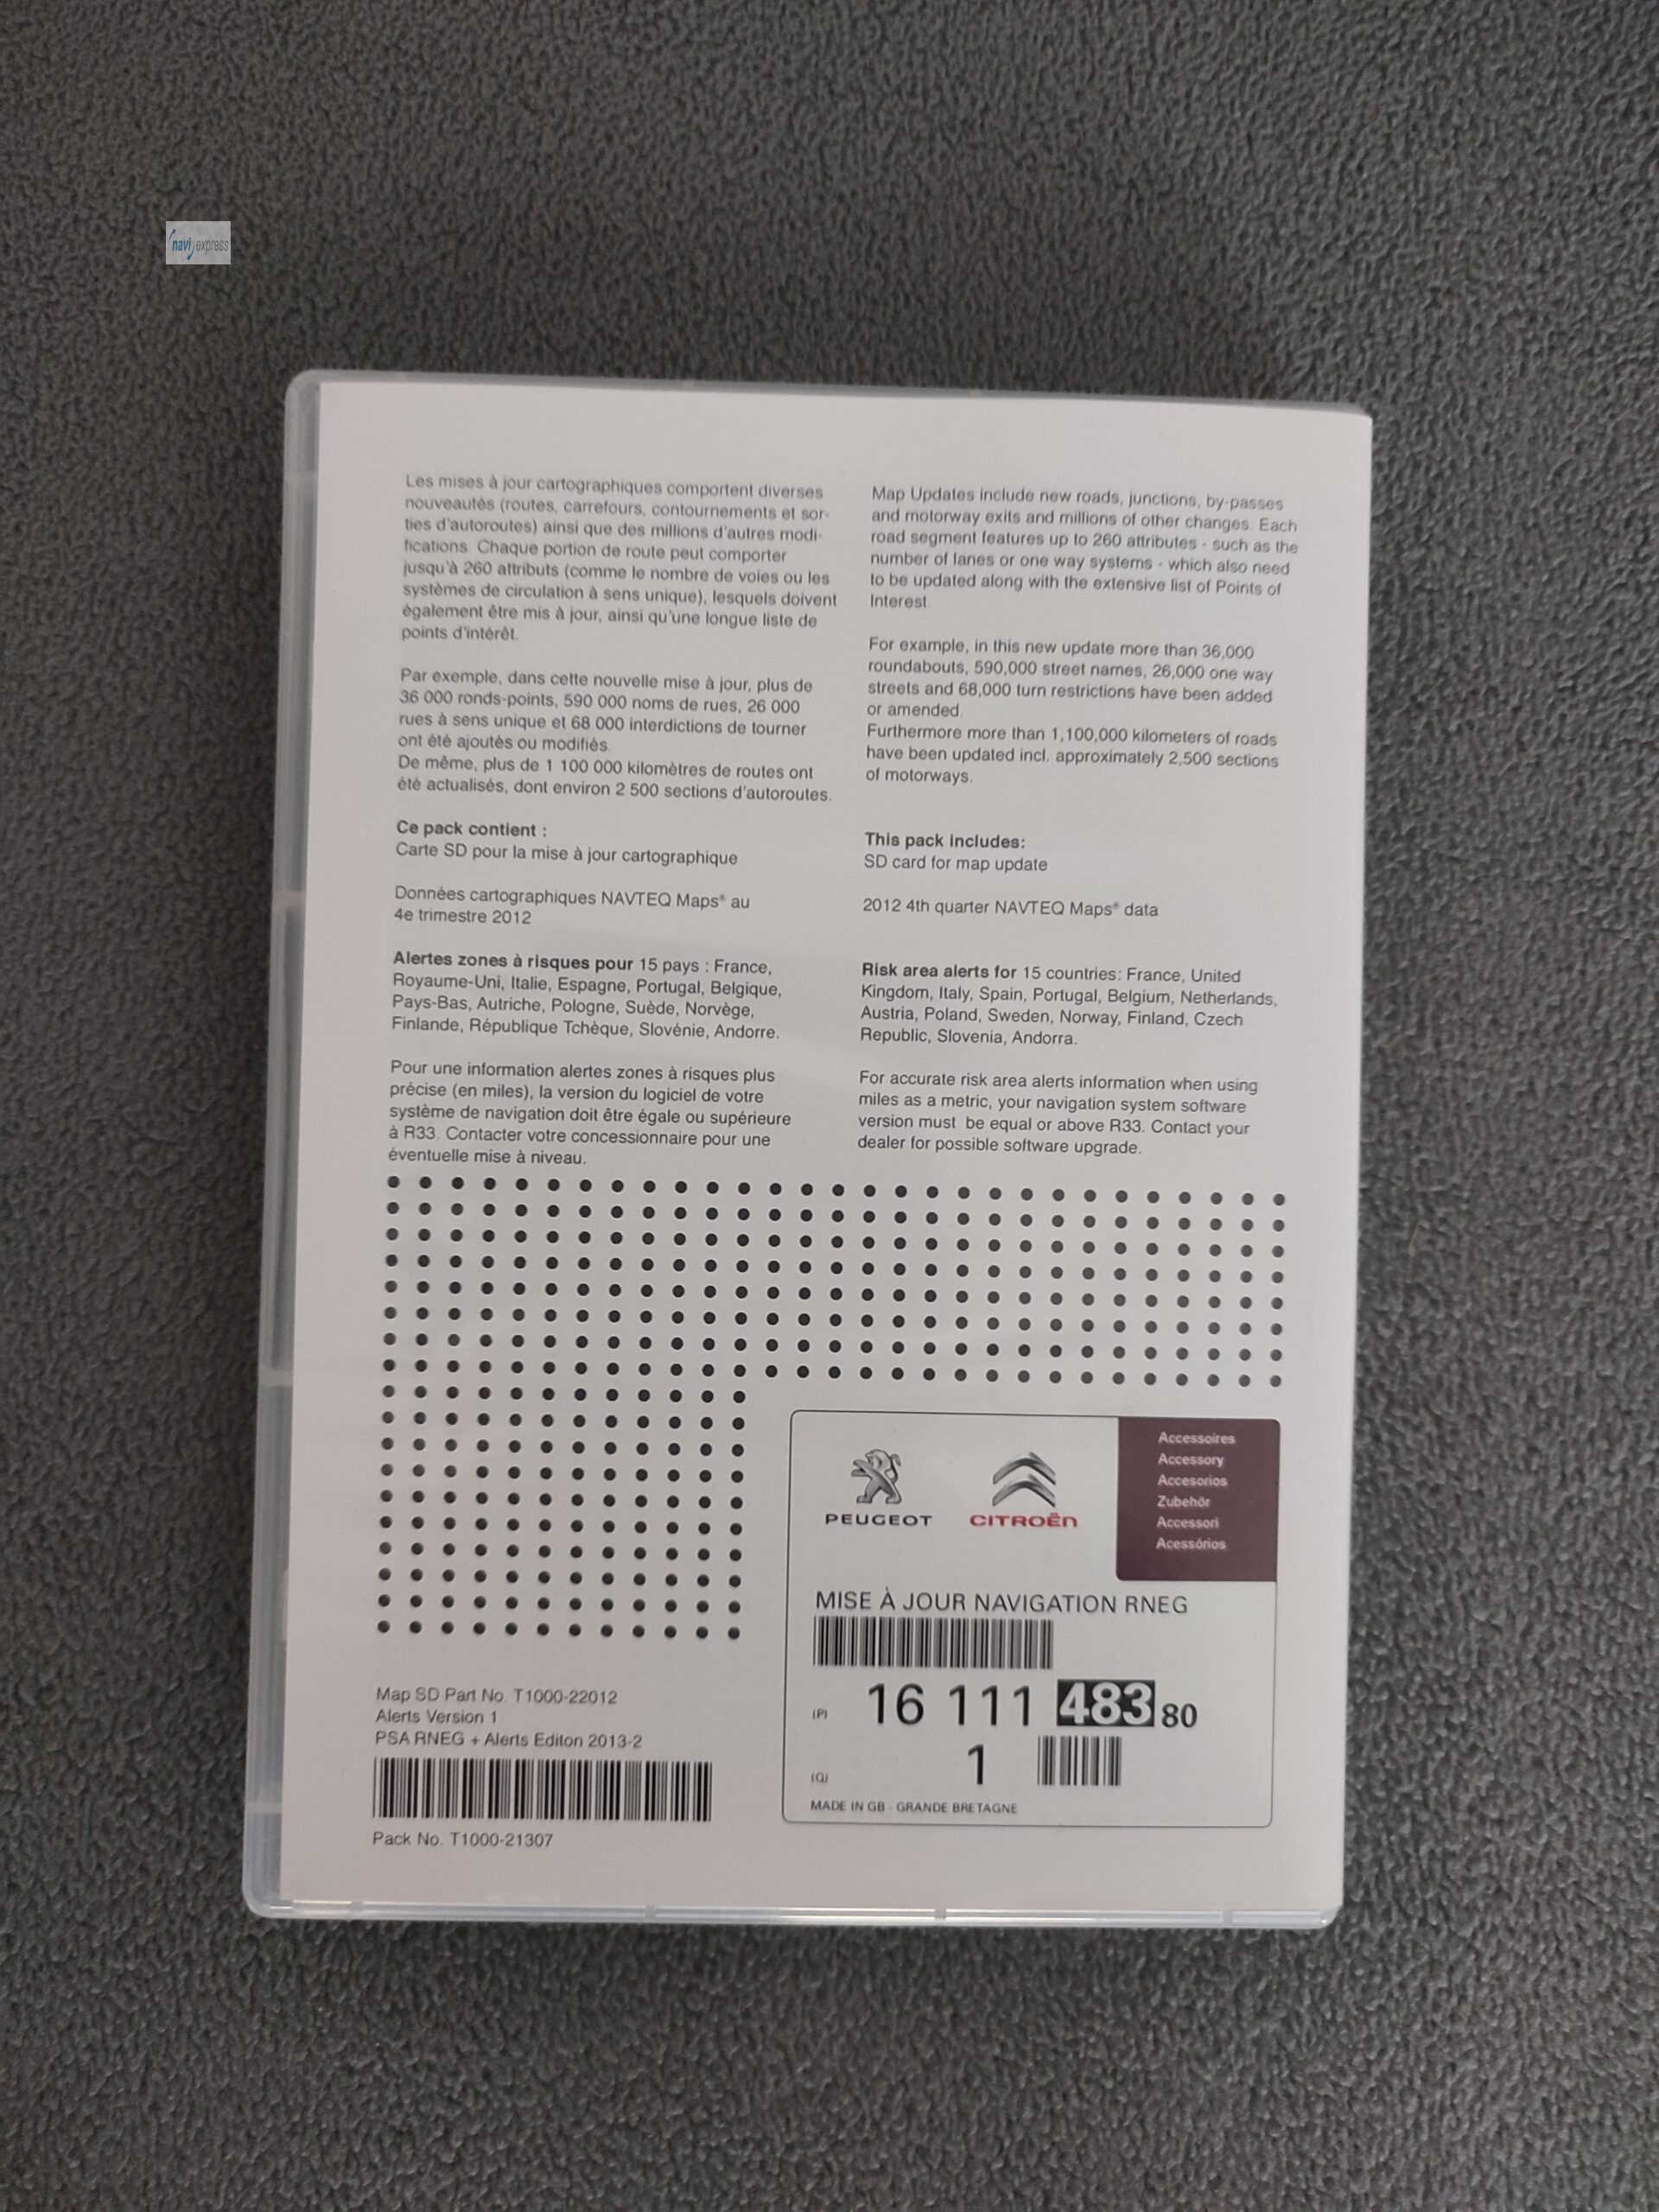 navi express
Les mises à jour cartographiques comportent diverses
nouveautés (routes, carrefours, contournements et sor-
ties d'autoroutes) ainsi que des millions d'autres modi-
fications. Chaque portion de route peut comporter
jusqu'à 260 attributs (comme le nombre de voies ou les
systèmes de circulation à sens unique), lesquels doivent
également être mis à jour, ainsi qu'une longue liste de
points d'intérêt.
Par exemple, dans cette nouvelle mise à jour, plus de
36 000 ronds-points, 590 000 noms de rues, 26 000
rues à sens unique et 68 000 interdictions de tourner
ont été ajoutés ou modifiés.
De même, plus de 1 100 000 kilomètres de routes ont
été actualisés, dont environ 2 500 sections d'autoroutes.
Ce pack contient :
Carte SD pour la mise à jour cartographique
Données cartographiques NAVTEQ Maps® au
4e trimestre 2012
Alertes zones à risques pour 15 pays : France,
Royaume-Uni, Italie, Espagne, Portugal, Belgique,
Pays-Bas, Autriche, Pologne, Suède, Norvège,
Finlande, République Tchèque, Slovénie, Andorre.
Pour une information alertes zones à risques plus
précise (en miles), la version du logiciel de votre
système de navigation doit être égale ou supérieure
à R33. Contacter votre concessionnaire pour une
éventuelle mise à niveau.
Map Updates include new roads, junctions, by-passes
and motorway exits and millions of other changes. Each
road segment features up to 260 attributes - such as the
number of lanes or one way systems - which also need
to be updated along with the extensive list of Points of
Interest.
For example, in this new update more than 36,000
roundabouts, 590,000 street names, 26,000 one way
streets and 68,000 turn restrictions have been added
or amended.
Furthermore more than 1,100,000 kilometers of roads
have been updated incl. approximately 2,500 sections
of motorways.
This pack includes:
SD card for map update
2012 4th quarter NAVTEQ Maps® data
Risk area alerts for 15 countries: France, United
Kingdom, Italy, Spain, Portugal, Belgium, Netherlands,
Austria, Poland, Sweden, Norway, Finland, Czech
Republic, Slovenia, Andorra.
For accurate risk area alerts information when using
miles as a metric, your navigation system software
version must be equal or above R33. Contact your
dealer for possible software upgrade.
PEUGEOT CITROËN
Accessoires
Accessory
Accesorios
Zubehör
Accessori
Acessórios
MISE À JOUR NAVIGATION RNEG
(P) 16 111 483 80
(Q) 1
MADE IN GB - GRANDE BRETAGNE
Map SD Part No. T1000-22012
Alerts Version 1
PSA RNEG + Alerts Editon 2013-2
Pack No. T1000-21307